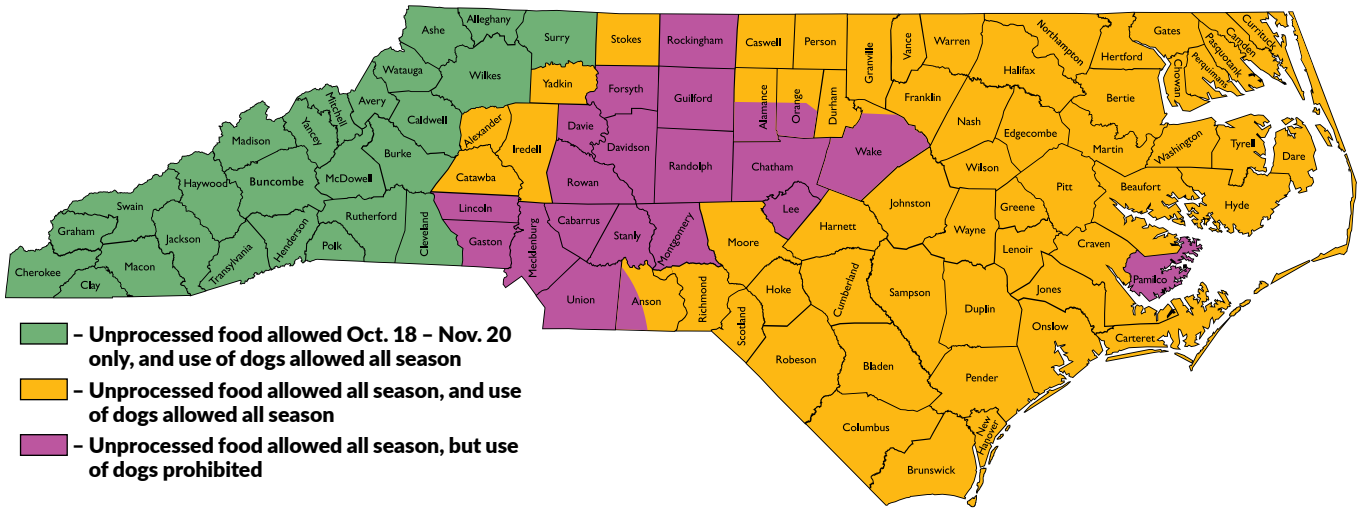 Alleghany
Ashe
Surry
Stokes
Rockingham
Caswell
Person
Granville
Vance
Warren
Northampton
Gates
Currituck
Camden
Pasquotank
Perquimans
Chowan
Hertford
Halifax
Watauga
Wilkes
Yadkin
Forsyth
Guilford
Alamance
Orange
Durham
Franklin
Bertie
Mitchell
Avery
Yancey
Caldwell
Alexander
Iredell
Davie
Davidson
Nash
Edgecombe
Martin
Washington
Tyrell
Dare
Madison
Burke
McDowell
Catawba
Rowan
Randolph
Chatham
Wake
Wilson
Pitt
Beaufort
Hyde
Haywood
Buncombe
Swain
Rutherford
Cleveland
Lincoln
Gaston
Mecklenburg
Cabarrus
Stanly
Montgomery
Moore
Lee
Harnett
Johnston
Wayne
Greene
Lenoir
Craven
Pamilco
Graham
Jackson
Transylvania
Henderson
Polk
Cherokee
Macon
Clay
Union
Anson
Richmond
Scotland
Hoke
Cumberland
Sampson
Duplin
Jones
Onslow
Carteret
Robeson
Bladen
Pender
Columbus
New
Hanover
Brunswick
– Unprocessed food allowed Oct. 18 – Nov. 20
only, and use of dogs allowed all season
– Unprocessed food allowed all season, and use
of dogs allowed all season
– Unprocessed food allowed all season, but use
of dogs prohibited